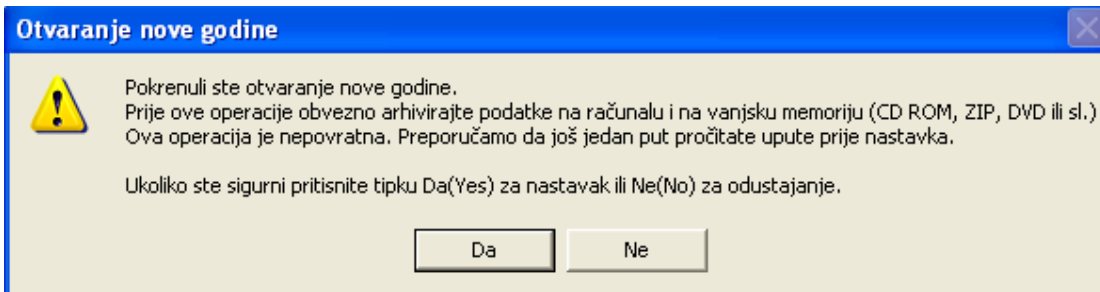 Otvaranje nove godine
Pokrenuli ste otvaranje nove godine.
Prije ove operacije obvezno arhivirajte podatke na računalu i na vanjsku memoriju (CD ROM, ZIP, DVD ili sl.)
Ova operacija je nepovratna. Preporučamo da još jedan put pročitate upute prije nastavka.
Ukoliko ste sigurni pritisnite tipku Da(Yes) za nastavak ili Ne(No) za odustajanje.
Da Ne